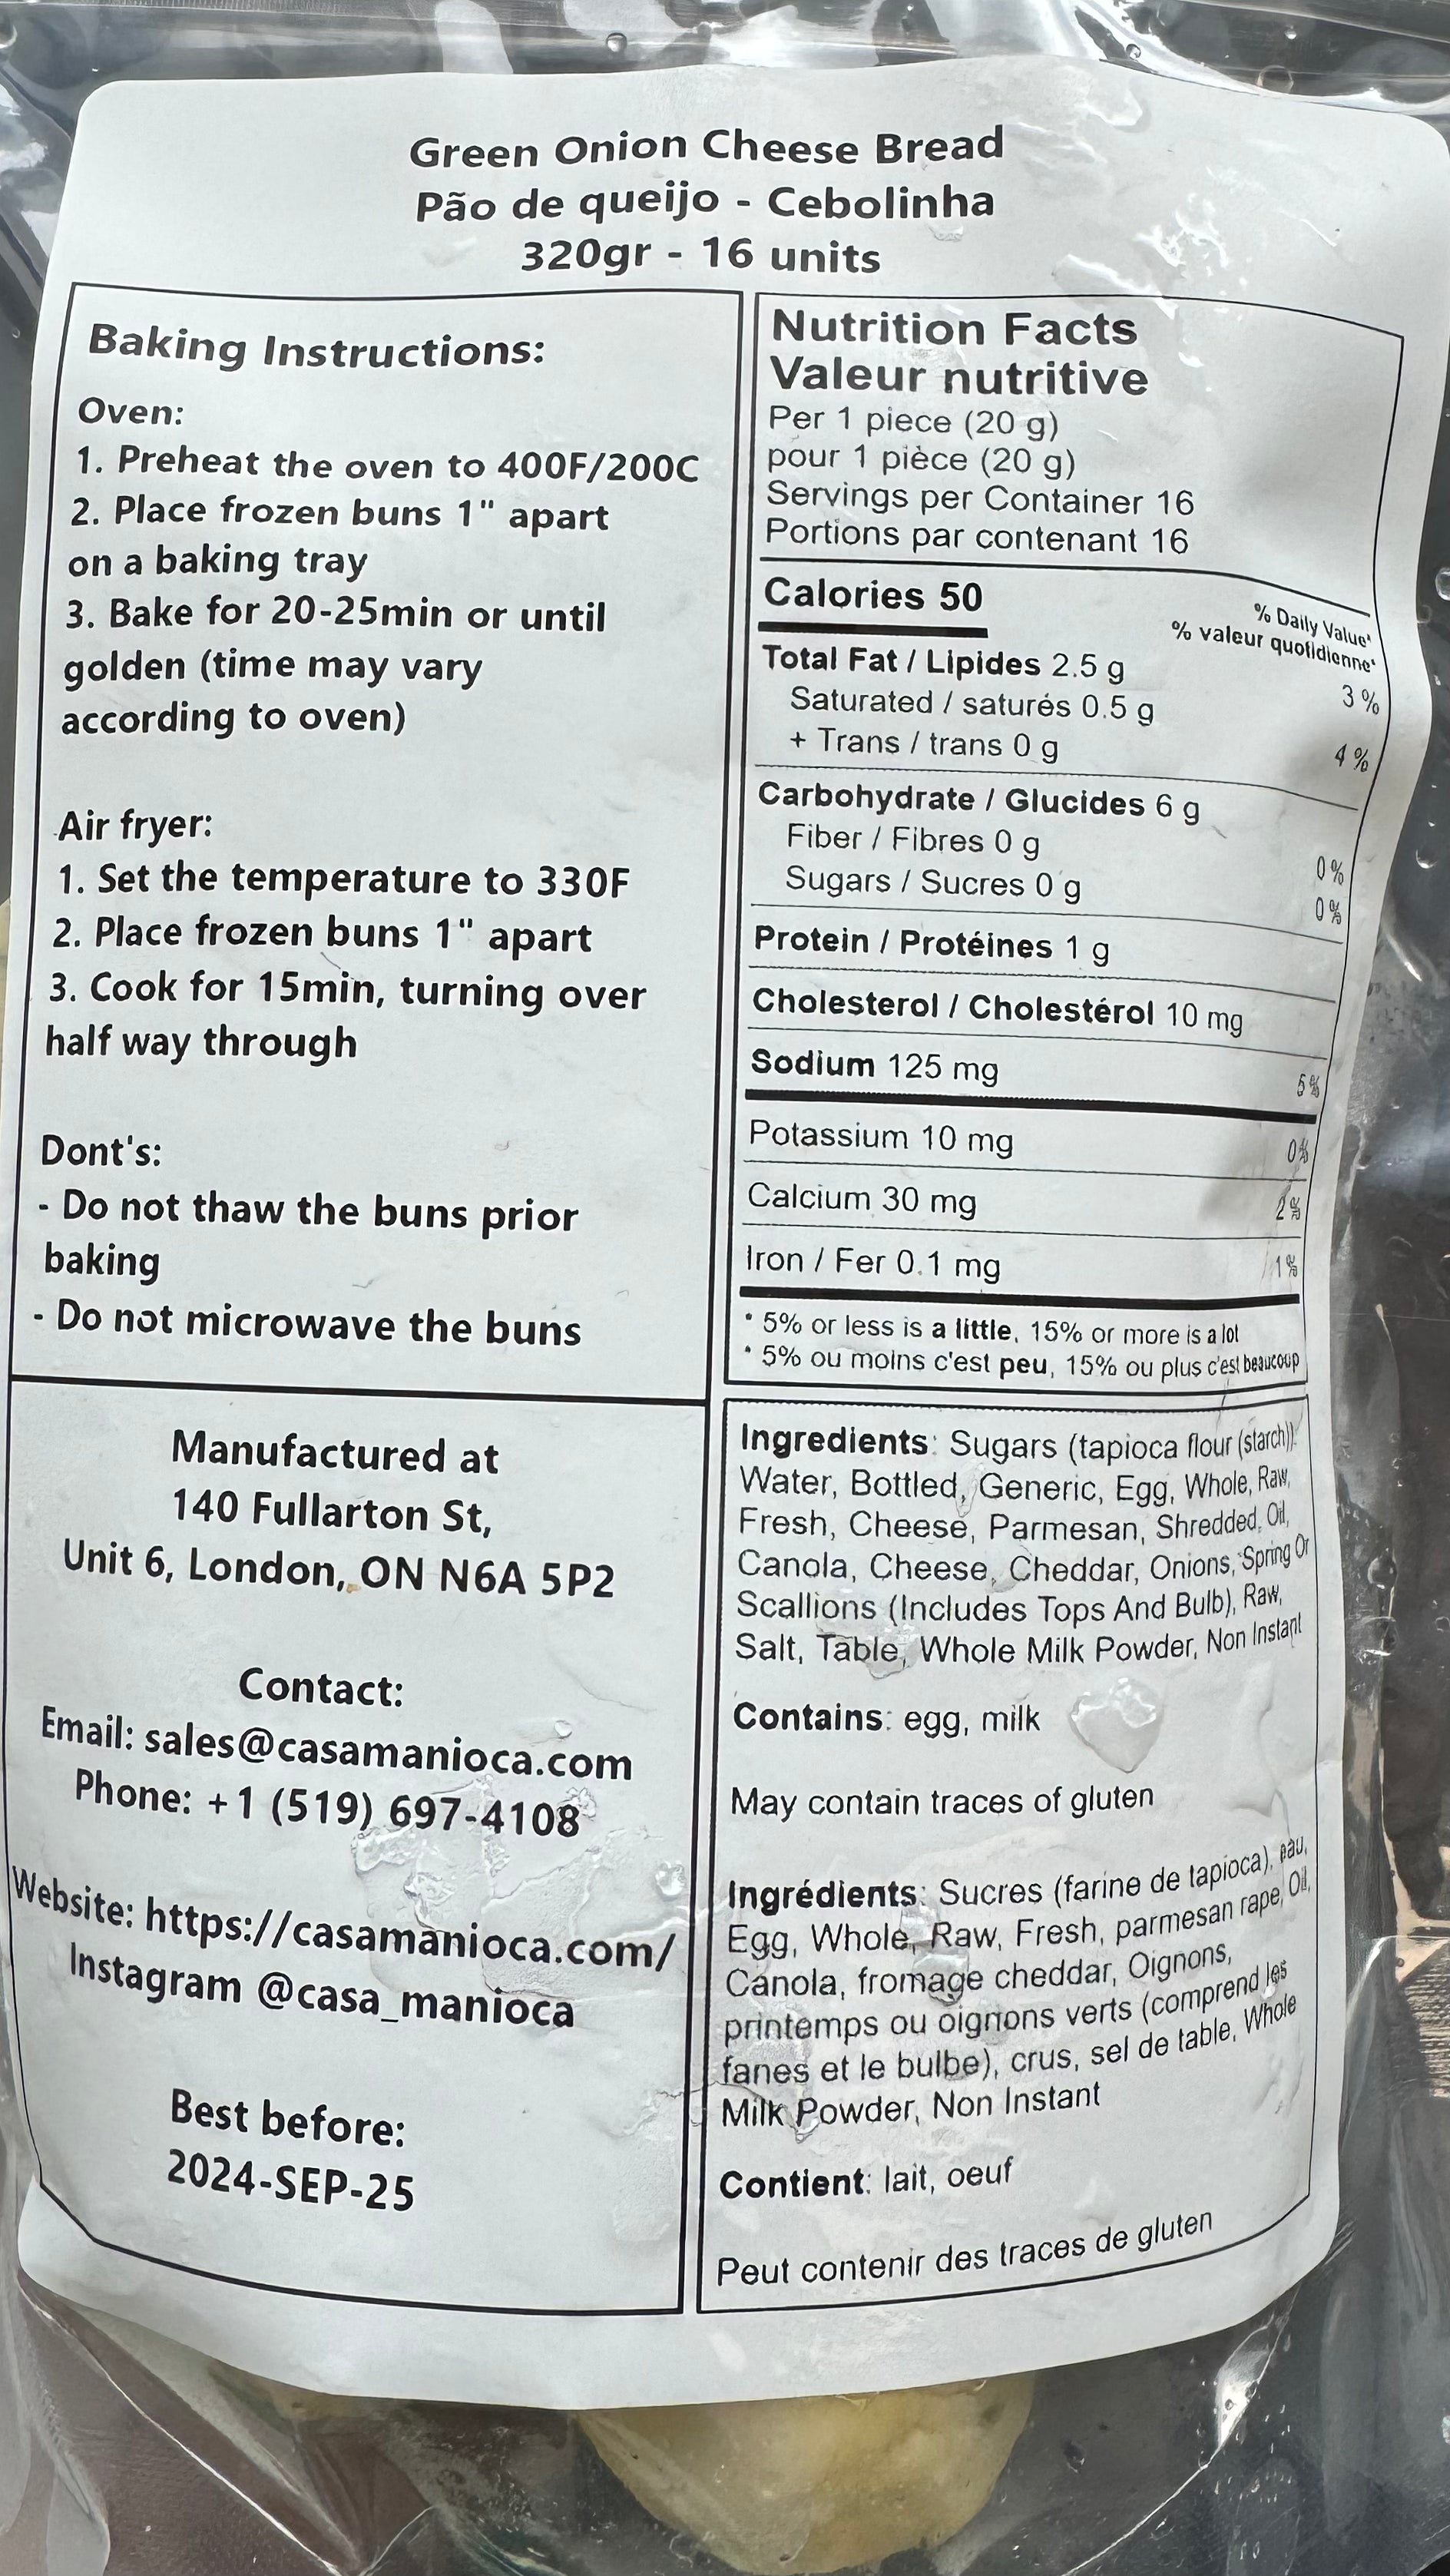 Green Onion Cheese Bread
Pão de queijo - Cebolinha
320gr - 16 units
Baking Instructions:
Oven:
1. Preheat the oven to 400F/200C
2. Place frozen buns 1" apart
on a baking tray
3. Bake for 20-25min or until
golden (time may vary
according to oven)
Air fryer:
1. Set the temperature to 330F
2. Place frozen buns 1" apart
3. Cook for 15min, turning over
half way through
Dont's:
- Do not thaw the buns prior
baking
- Do not microwave the buns
Manufactured at
140 Fullarton St,
Unit 6, London, ON N6A 5P2
Contact:
Email: sales@casamanioca.com
Phone: +1 (519) 697-4108
Website: https://casamanioca.com/
Instagram @casa_manioca
Best before:
2024-SEP-25
Nutrition Facts
Valeur nutritive
Per 1 piece (20 g)
pour 1 pièce (20 g)
Servings per Container 16
Portions par contenant 16
Calories 50
% Daily Value*
% valeur quotidienne*
Total Fat / Lipides 2.5 g 3 %
Saturated / saturés 0.5 g
+ Trans / trans 0 g 4 %
Carbohydrate / Glucides 6 g
Fiber / Fibres 0 g 0 %
Sugars / Sucres 0 g 0 %
Protein / Protéines 1 g
Cholesterol / Cholestérol 10 mg
Sodium 125 mg 5 %
Potassium 10 mg 0 %
Calcium 30 mg 2 %
Iron / Fer 0.1 mg 1 %
* 5% or less is a little, 15% or more is a lot
* 5% ou moins c'est peu, 15% ou plus c'est beaucoup
Ingredients: Sugars (tapioca flour (starch)),
Water, Bottled, Generic, Egg, Whole, Raw,
Fresh, Cheese, Parmesan, Shredded, Oil,
Canola, Cheese, Cheddar, Onions, Spring Or
Scallions (Includes Tops And Bulb), Raw,
Salt, Table, Whole Milk Powder, Non Instant
Contains: egg, milk
May contain traces of gluten
Ingrédients: Sucres (farine de tapioca), eau,
Egg, Whole, Raw, Fresh, parmesan rape, Oil,
Canola, fromage cheddar, Oignons,
printemps ou oignons verts (comprend les
fanes et le bulbe), crus, sel de table, Whole
Milk Powder, Non Instant
Contient: lait, oeuf
Peut contenir des traces de gluten